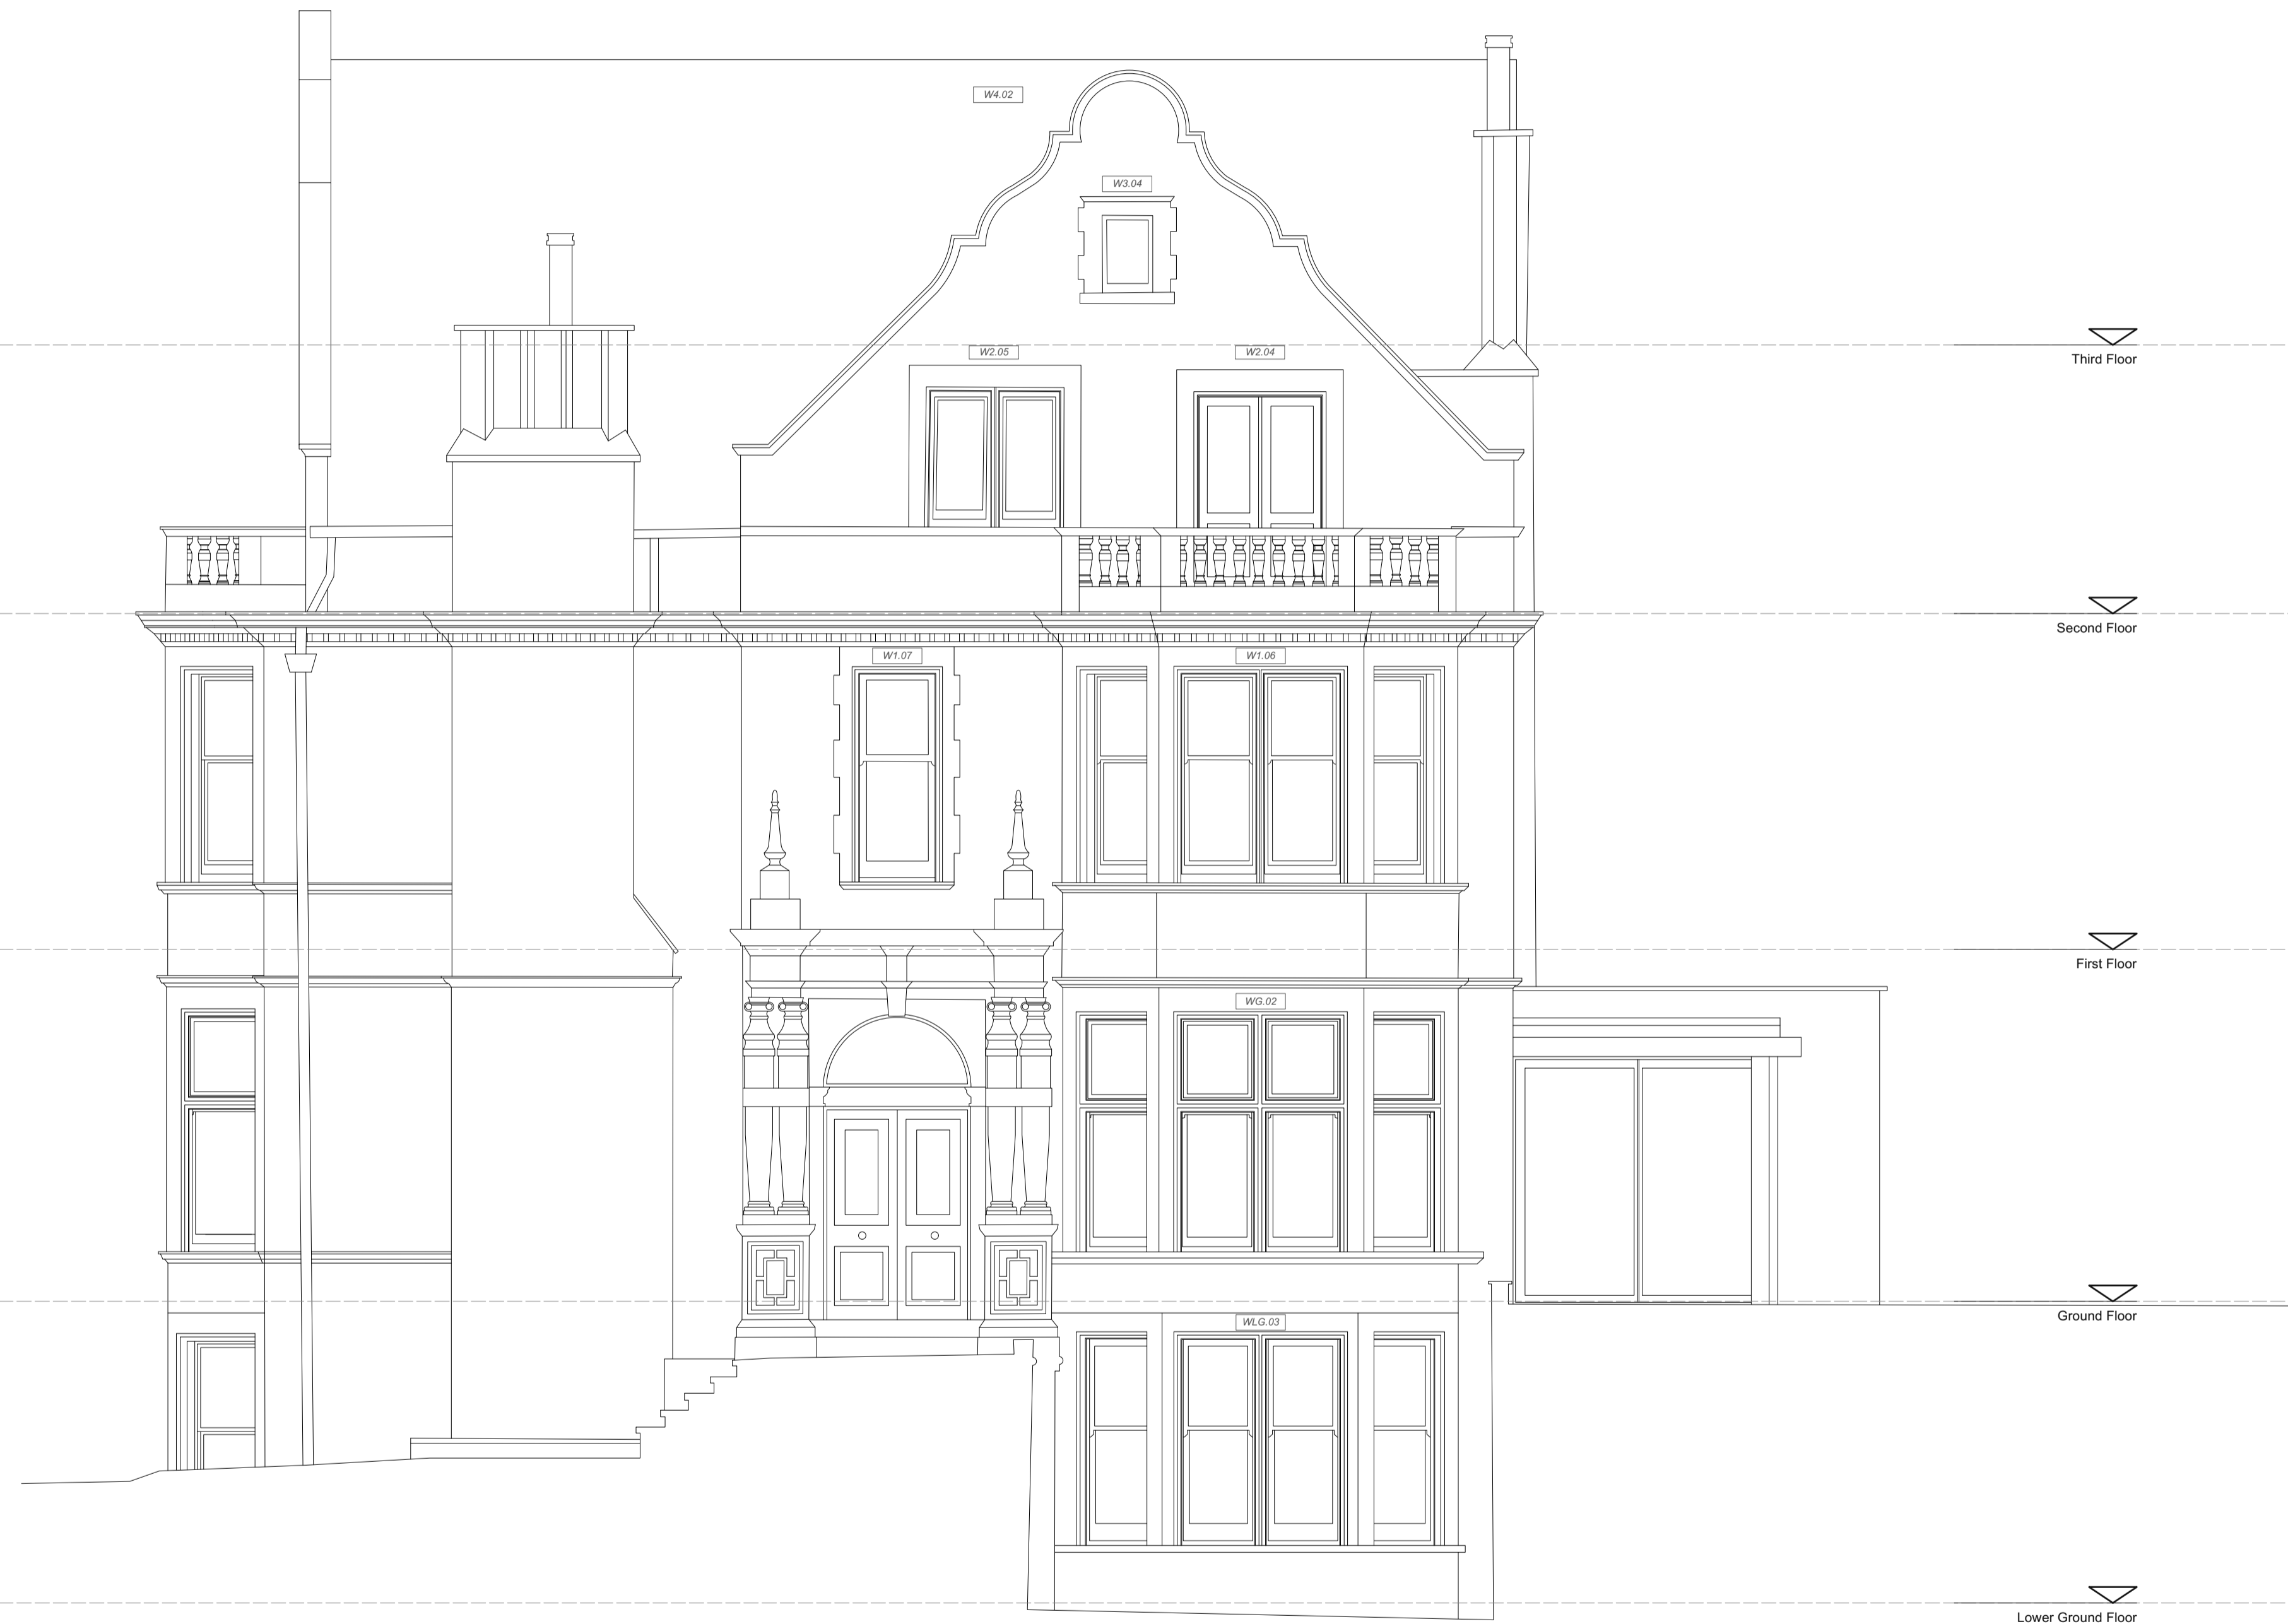 W4.02
W3.04
W2.05
W2.04
Third Floor
Second Floor
W1.07
W1.06
First Floor
WG.02
Ground Floor
WLG.03
Lower Ground Floor